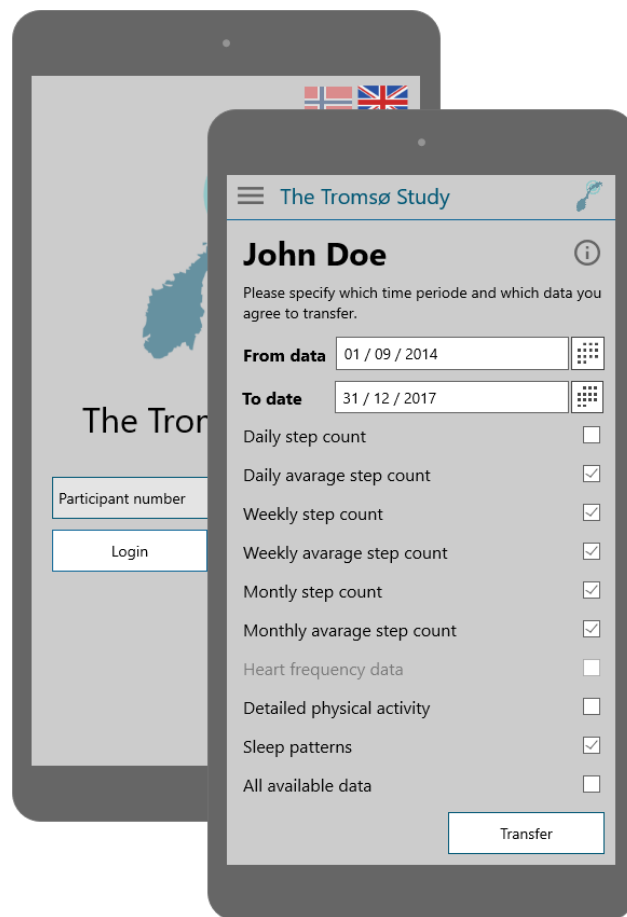 The Tromsø Study
John Doe
Please specify which time periode and which data you
agree to transfer.
From data 01 / 09 / 2014
To date 31 / 12 / 2017
Daily step count
Daily avarage step count
Weekly step count
Weekly avarage step count
Montly step count
Monthly avarage step count
Heart frequency data
Detailed physical activity
Sleep patterns
All available data
Transfer
The Tror
Participant number
Login